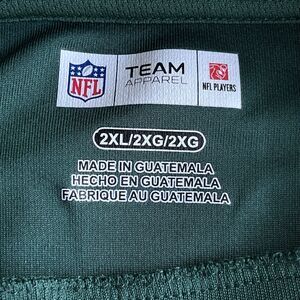 NFL
TEAM
APPAREL
NFL PLAYERS
2XL/2XG/2XG
MADE IN GUATEMALA
HECHO EN GUATEMALA
FABRIQUE AU GUATEMALA